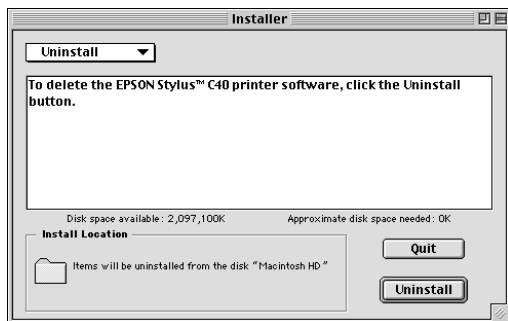 Installer
Uninstall
To delete the EPSON Stylus™ C40 printer software, click the Uninstall
button.
Disk space available: 2,097,100K Approximate disk space needed: 0K
Install Location
Items will be uninstalled from the disk "Macintosh HD"
Quit
Uninstall